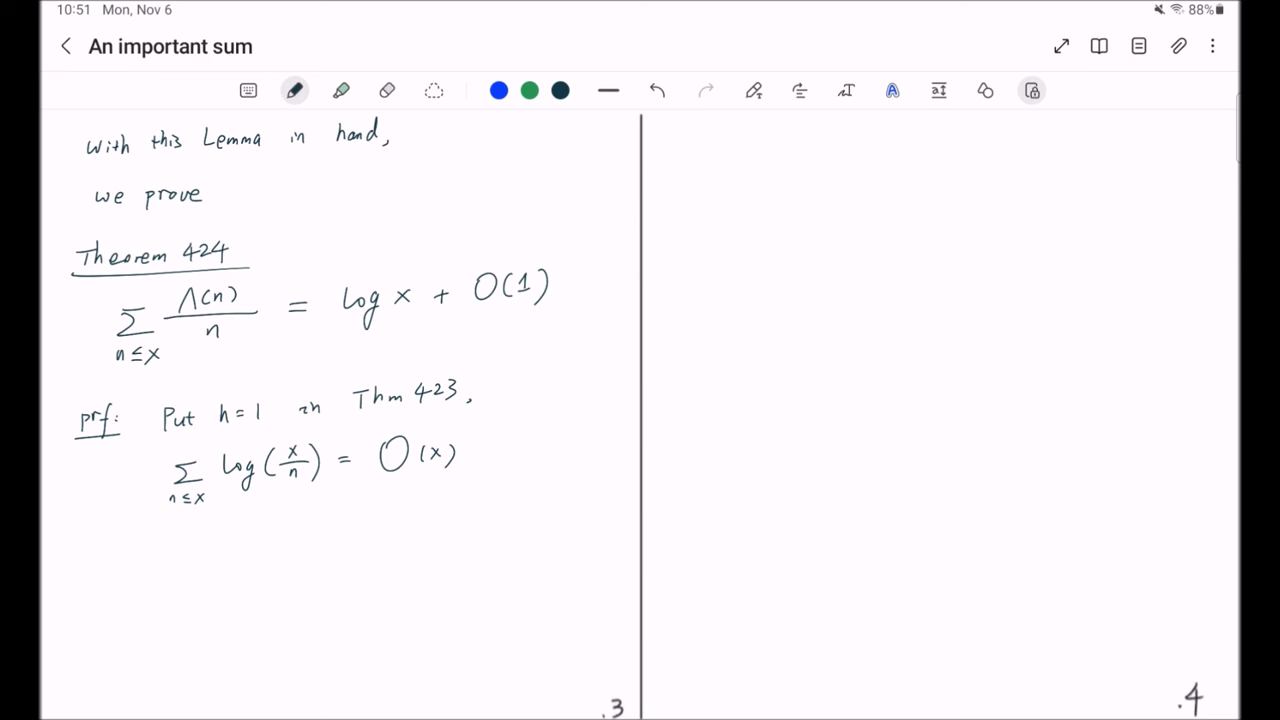 10:51 Mon, Nov 6
88%
An important sum
With this Lemma in hand,
we prove
Theorem 424
∑_{n≤x} Λ(n)/n = log x + O(1)
prf: Put h=1 in Thm 423,
∑_{n≤x} log(x/n) = O(x)
.3
.4